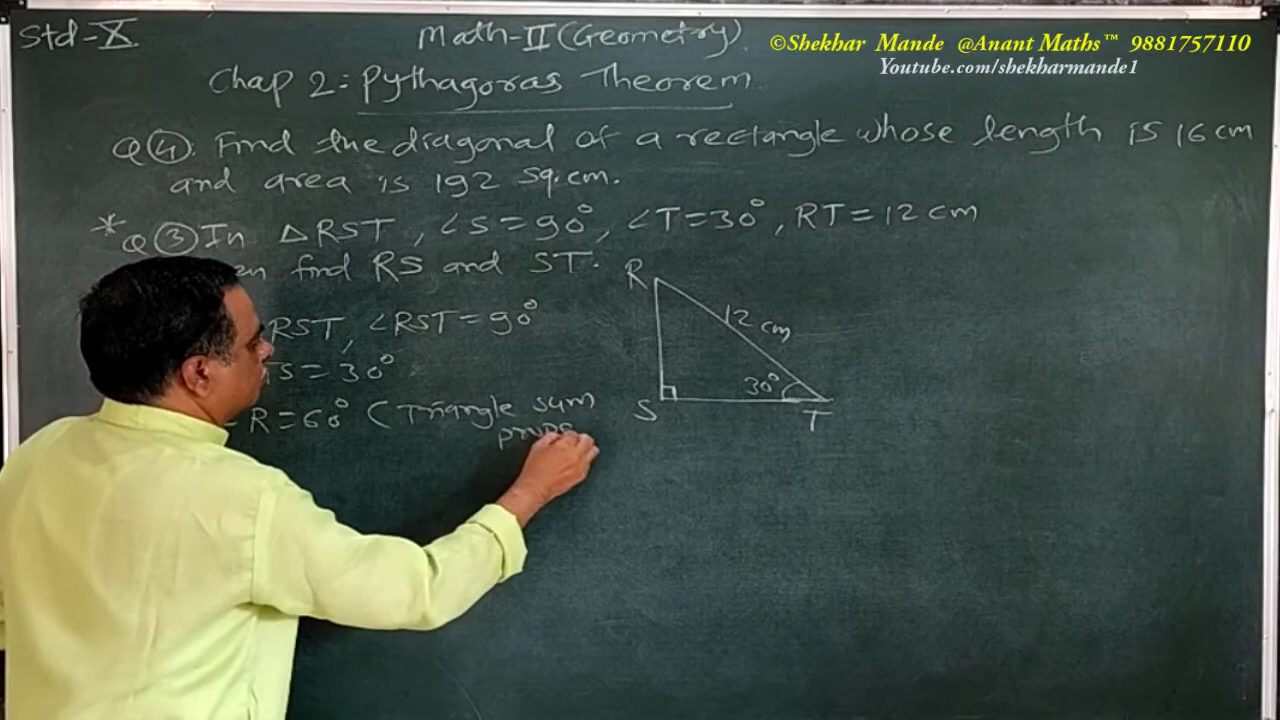 Std-X
Math-II (Geometry)
©Shekhar Mande @Anant Maths™ 9881757110
Youtube.com/shekharmande1
Chap 2: Pythagoras Theorem
Q④. Find the diagonal of a rectangle whose length is 16 cm
and area is 192 sq.cm.
*Q③ In △RST, ∠S=90°, ∠T=30°, RT=12 cm
find RS and ST.
RST, ∠RST=90°
S=30°
R=60° (Triangle sum
R
12 cm
30°
S
T